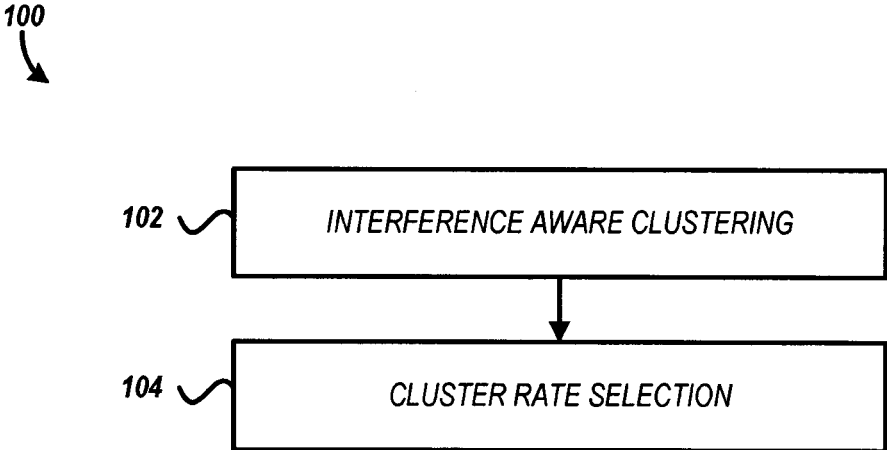 100
102 INTERFERENCE AWARE CLUSTERING
104 CLUSTER RATE SELECTION